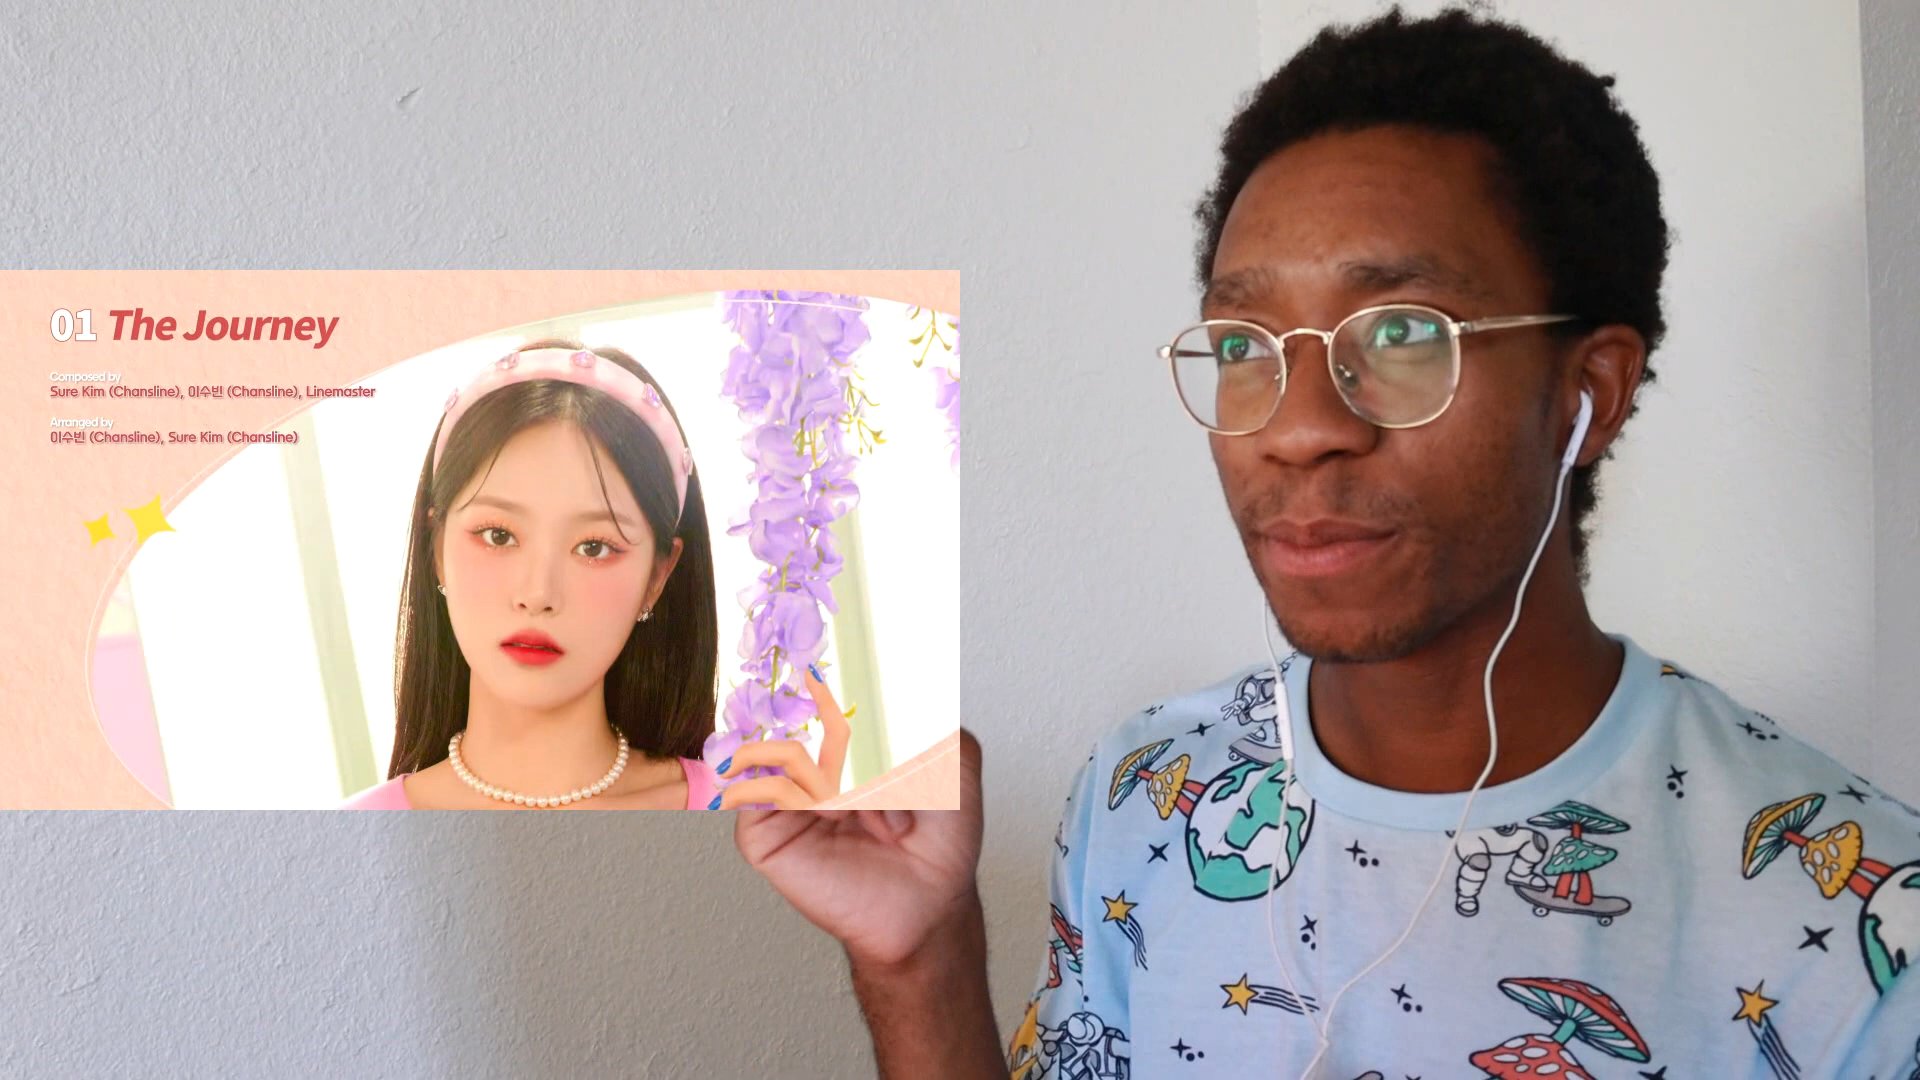 01 The Journey
Composed by
Sure Kim (Chansline), 이수빈 (Chansline), Linemaster
Arranged by
이수빈 (Chansline), Sure Kim (Chansline)